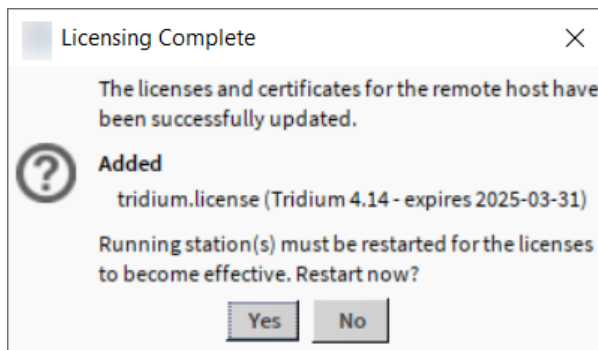 Licensing Complete
The licenses and certificates for the remote host have
been successfully updated.
Added
tridium.license (Tridium 4.14 - expires 2025-03-31)
Running station(s) must be restarted for the licenses
to become effective. Restart now?
Yes No